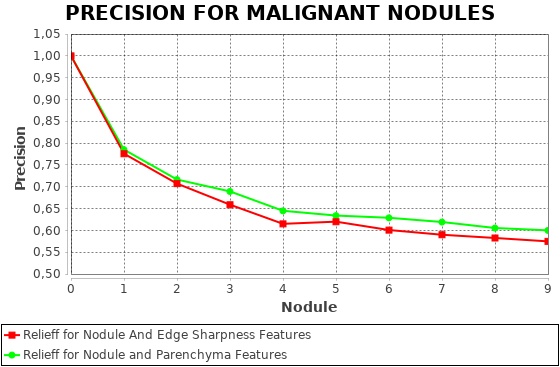 PRECISION FOR MALIGNANT NODULES
1,05
1,00
0,95
0,90
0,85
0,80
0,75
0,70
0,65
0,60
0,55
0,50
Precision
0 1 2 3 4 5 6 7 8 9
Nodule
Relieff for Nodule And Edge Sharpness Features
Relieff for Nodule and Parenchyma Features